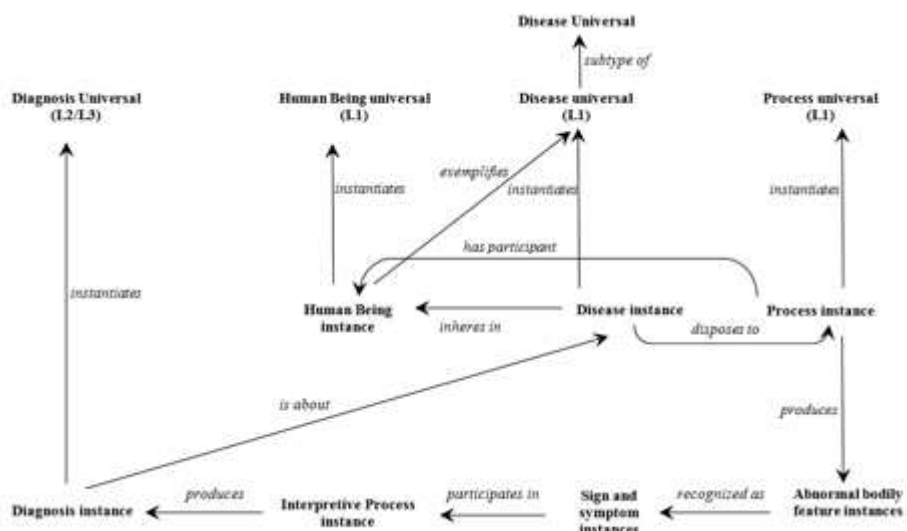 Disease Universal
subtype of
Diagnosis Universal
(L2/L3)
Human Being universal
(L1)
Disease universal
(L1)
Process universal
(L1)
exemplifies
instantiates
instantiates
instantiates
has participant
instantiates
Human Being
instance
Disease instance
Process instance
inheres in
disposes to
is about
produces
produces
participates in
recognized as
Diagnosis instance
Interpretive Process
instance
Sign and
symptom
instances
Abnormal bodily
feature instances